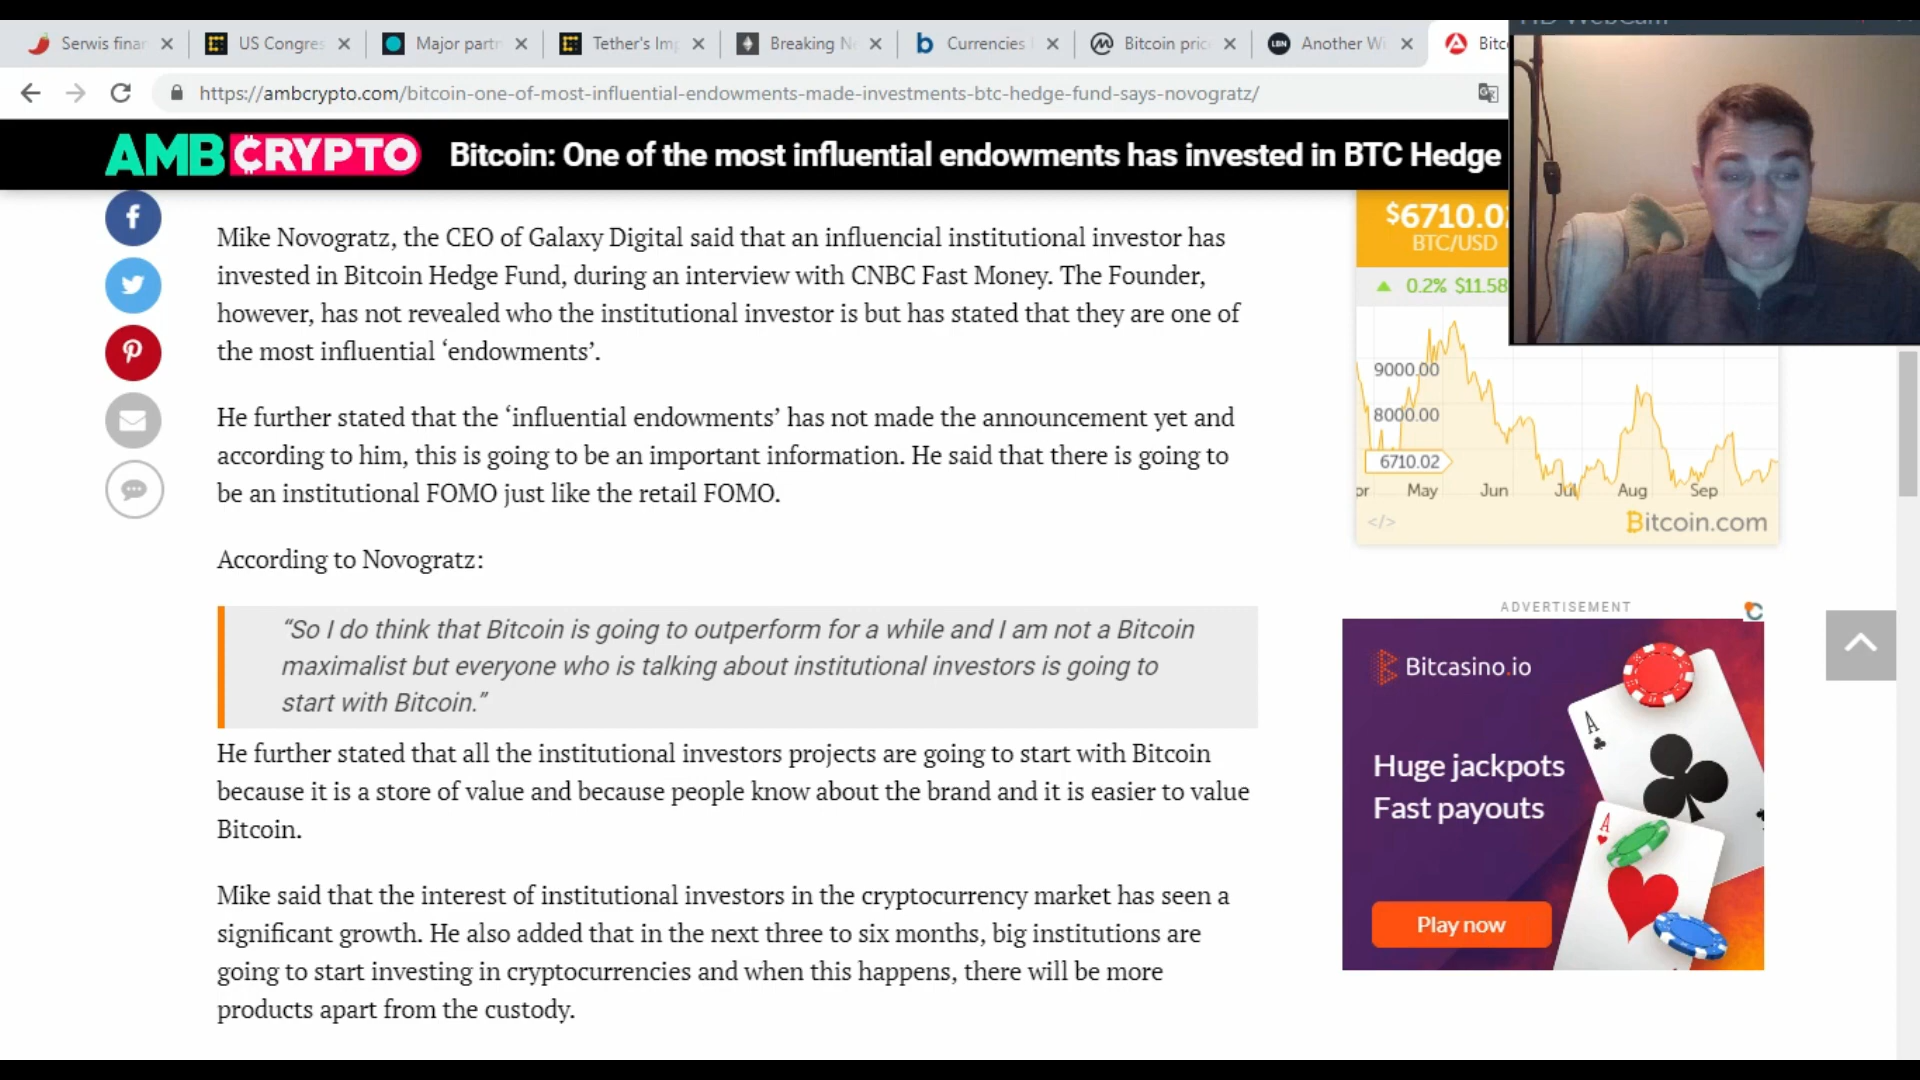 HD WebCam
Serwis finan
US Congres
Major partn
Tether's Imp
Breaking N
Currencies
Bitcoin pric
LBN
Another Wi
Bitc
https://ambcrypto.com/bitcoin-one-of-most-influential-endowments-made-investments-btc-hedge-fund-says-novogratz/
AMBCRYPTO
Bitcoin: One of the most influential endowments has invested in BTC Hedge
Mike Novogratz, the CEO of Galaxy Digital said that an influencial institutional investor has
invested in Bitcoin Hedge Fund, during an interview with CNBC Fast Money. The Founder,
however, has not revealed who the institutional investor is but has stated that they are one of
the most influential ‘endowments’.
He further stated that the ‘influential endowments’ has not made the announcement yet and
according to him, this is going to be an important information. He said that there is going to
be an institutional FOMO just like the retail FOMO.
According to Novogratz:
“So I do think that Bitcoin is going to outperform for a while and I am not a Bitcoin
maximalist but everyone who is talking about institutional investors is going to
start with Bitcoin.”
He further stated that all the institutional investors projects are going to start with Bitcoin
because it is a store of value and because people know about the brand and it is easier to value
Bitcoin.
Mike said that the interest of institutional investors in the cryptocurrency market has seen a
significant growth. He also added that in the next three to six months, big institutions are
going to start investing in cryptocurrencies and when this happens, there will be more
products apart from the custody.
$6710.02
BTC/USD
0.2% $11.58
9000.00
8000.00
6710.02
or May Jun Jul Aug Sep
</>
Bitcoin.com
ADVERTISEMENT
Bitcasino.io
Huge jackpots
Fast payouts
A
A
Play now